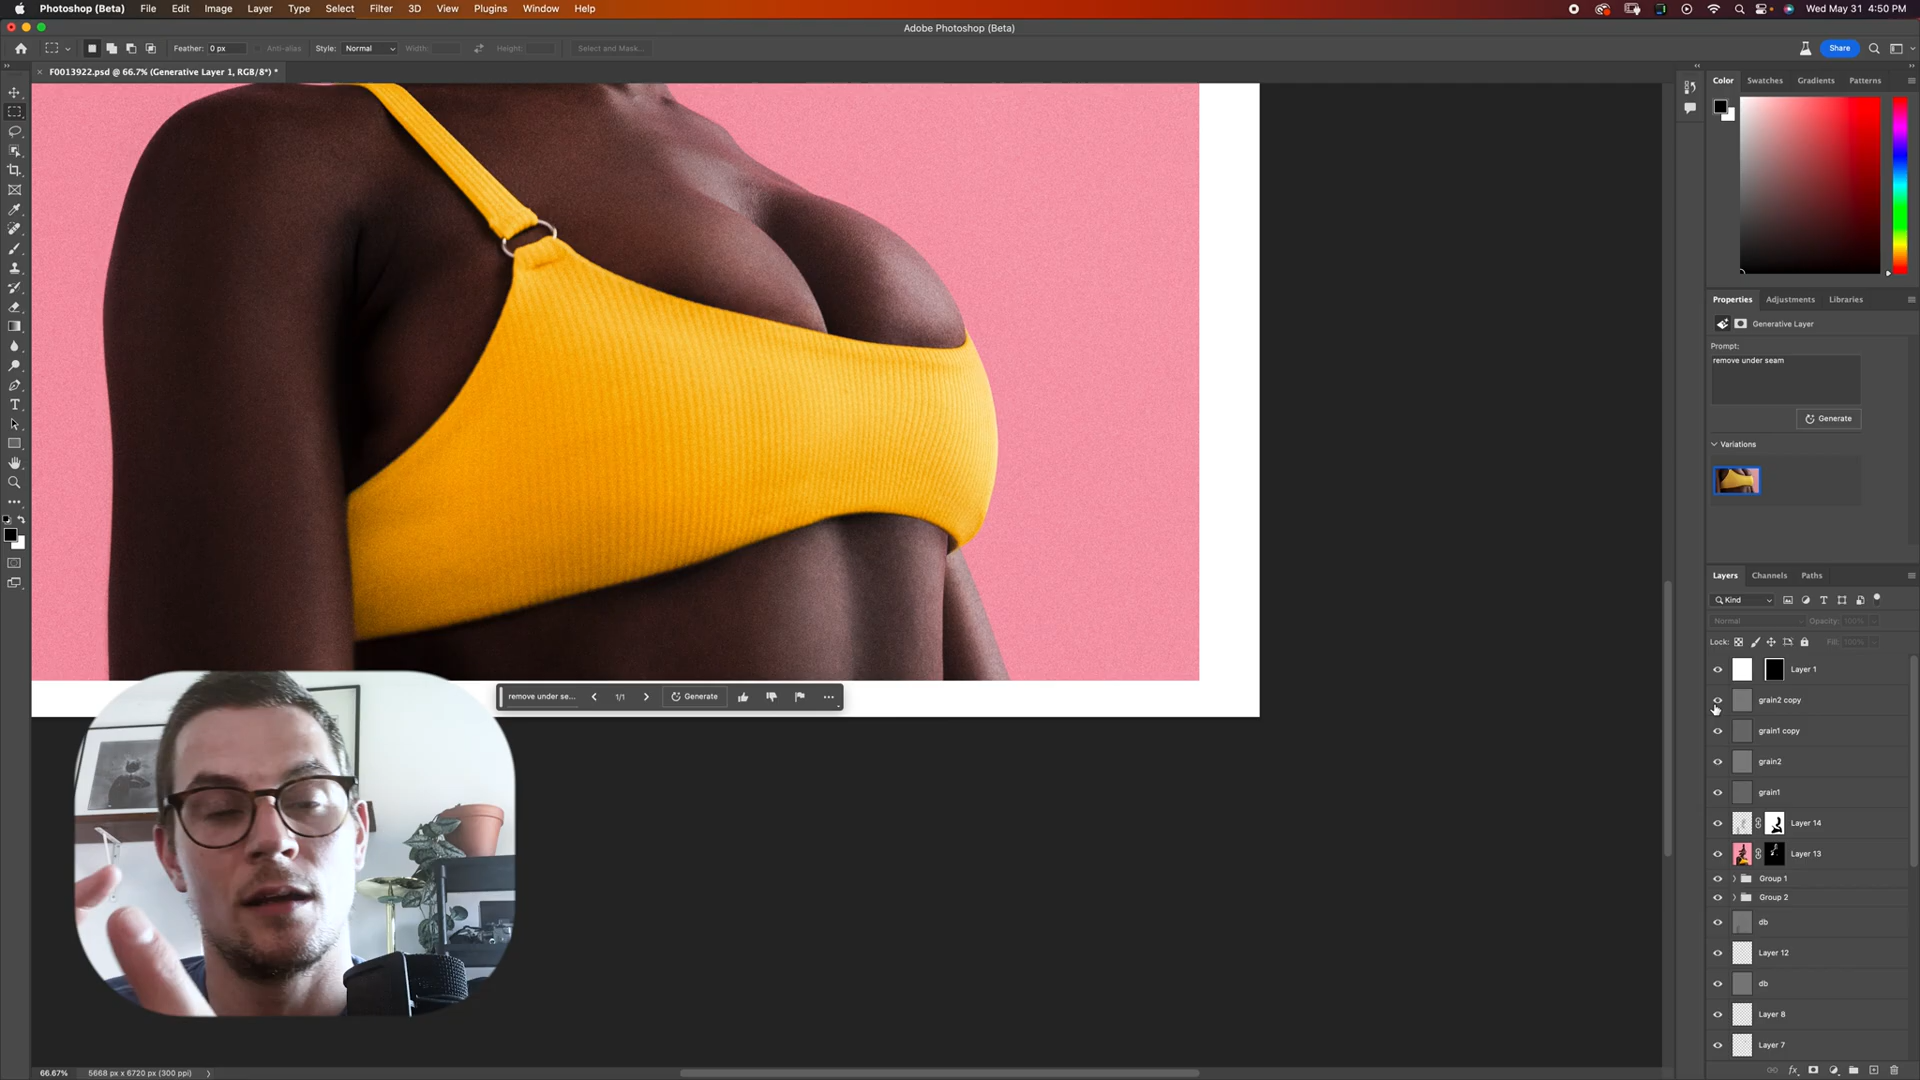 Photoshop (Beta) File Edit Image Layer Type Select Filter 3D View Plugins Window Help Wed May 31 4:50 PM
Adobe Photoshop (Beta)
Feather: 0 px Anti-alias Style: Normal Width: Height: Select and Mask... Share
F0013922.psd @ 66.7% (Generative Layer 1, RGB/8*) *
Color Swatches Gradients Patterns
Properties Adjustments Libraries
Generative Layer
Prompt:
remove under seam
Generate
Variations
Layers Channels Paths
Kind
Normal Opacity: 100%
Lock: Fill: 100%
Layer 1
remove under se... 1/1 Generate
grain2 copy
grain1 copy
grain2
grain1
Layer 14
Layer 13
Group 1
Group 2
db
Layer 12
db
Layer 8
Layer 7
66.67% 5668 px x 6720 px (300 ppi)